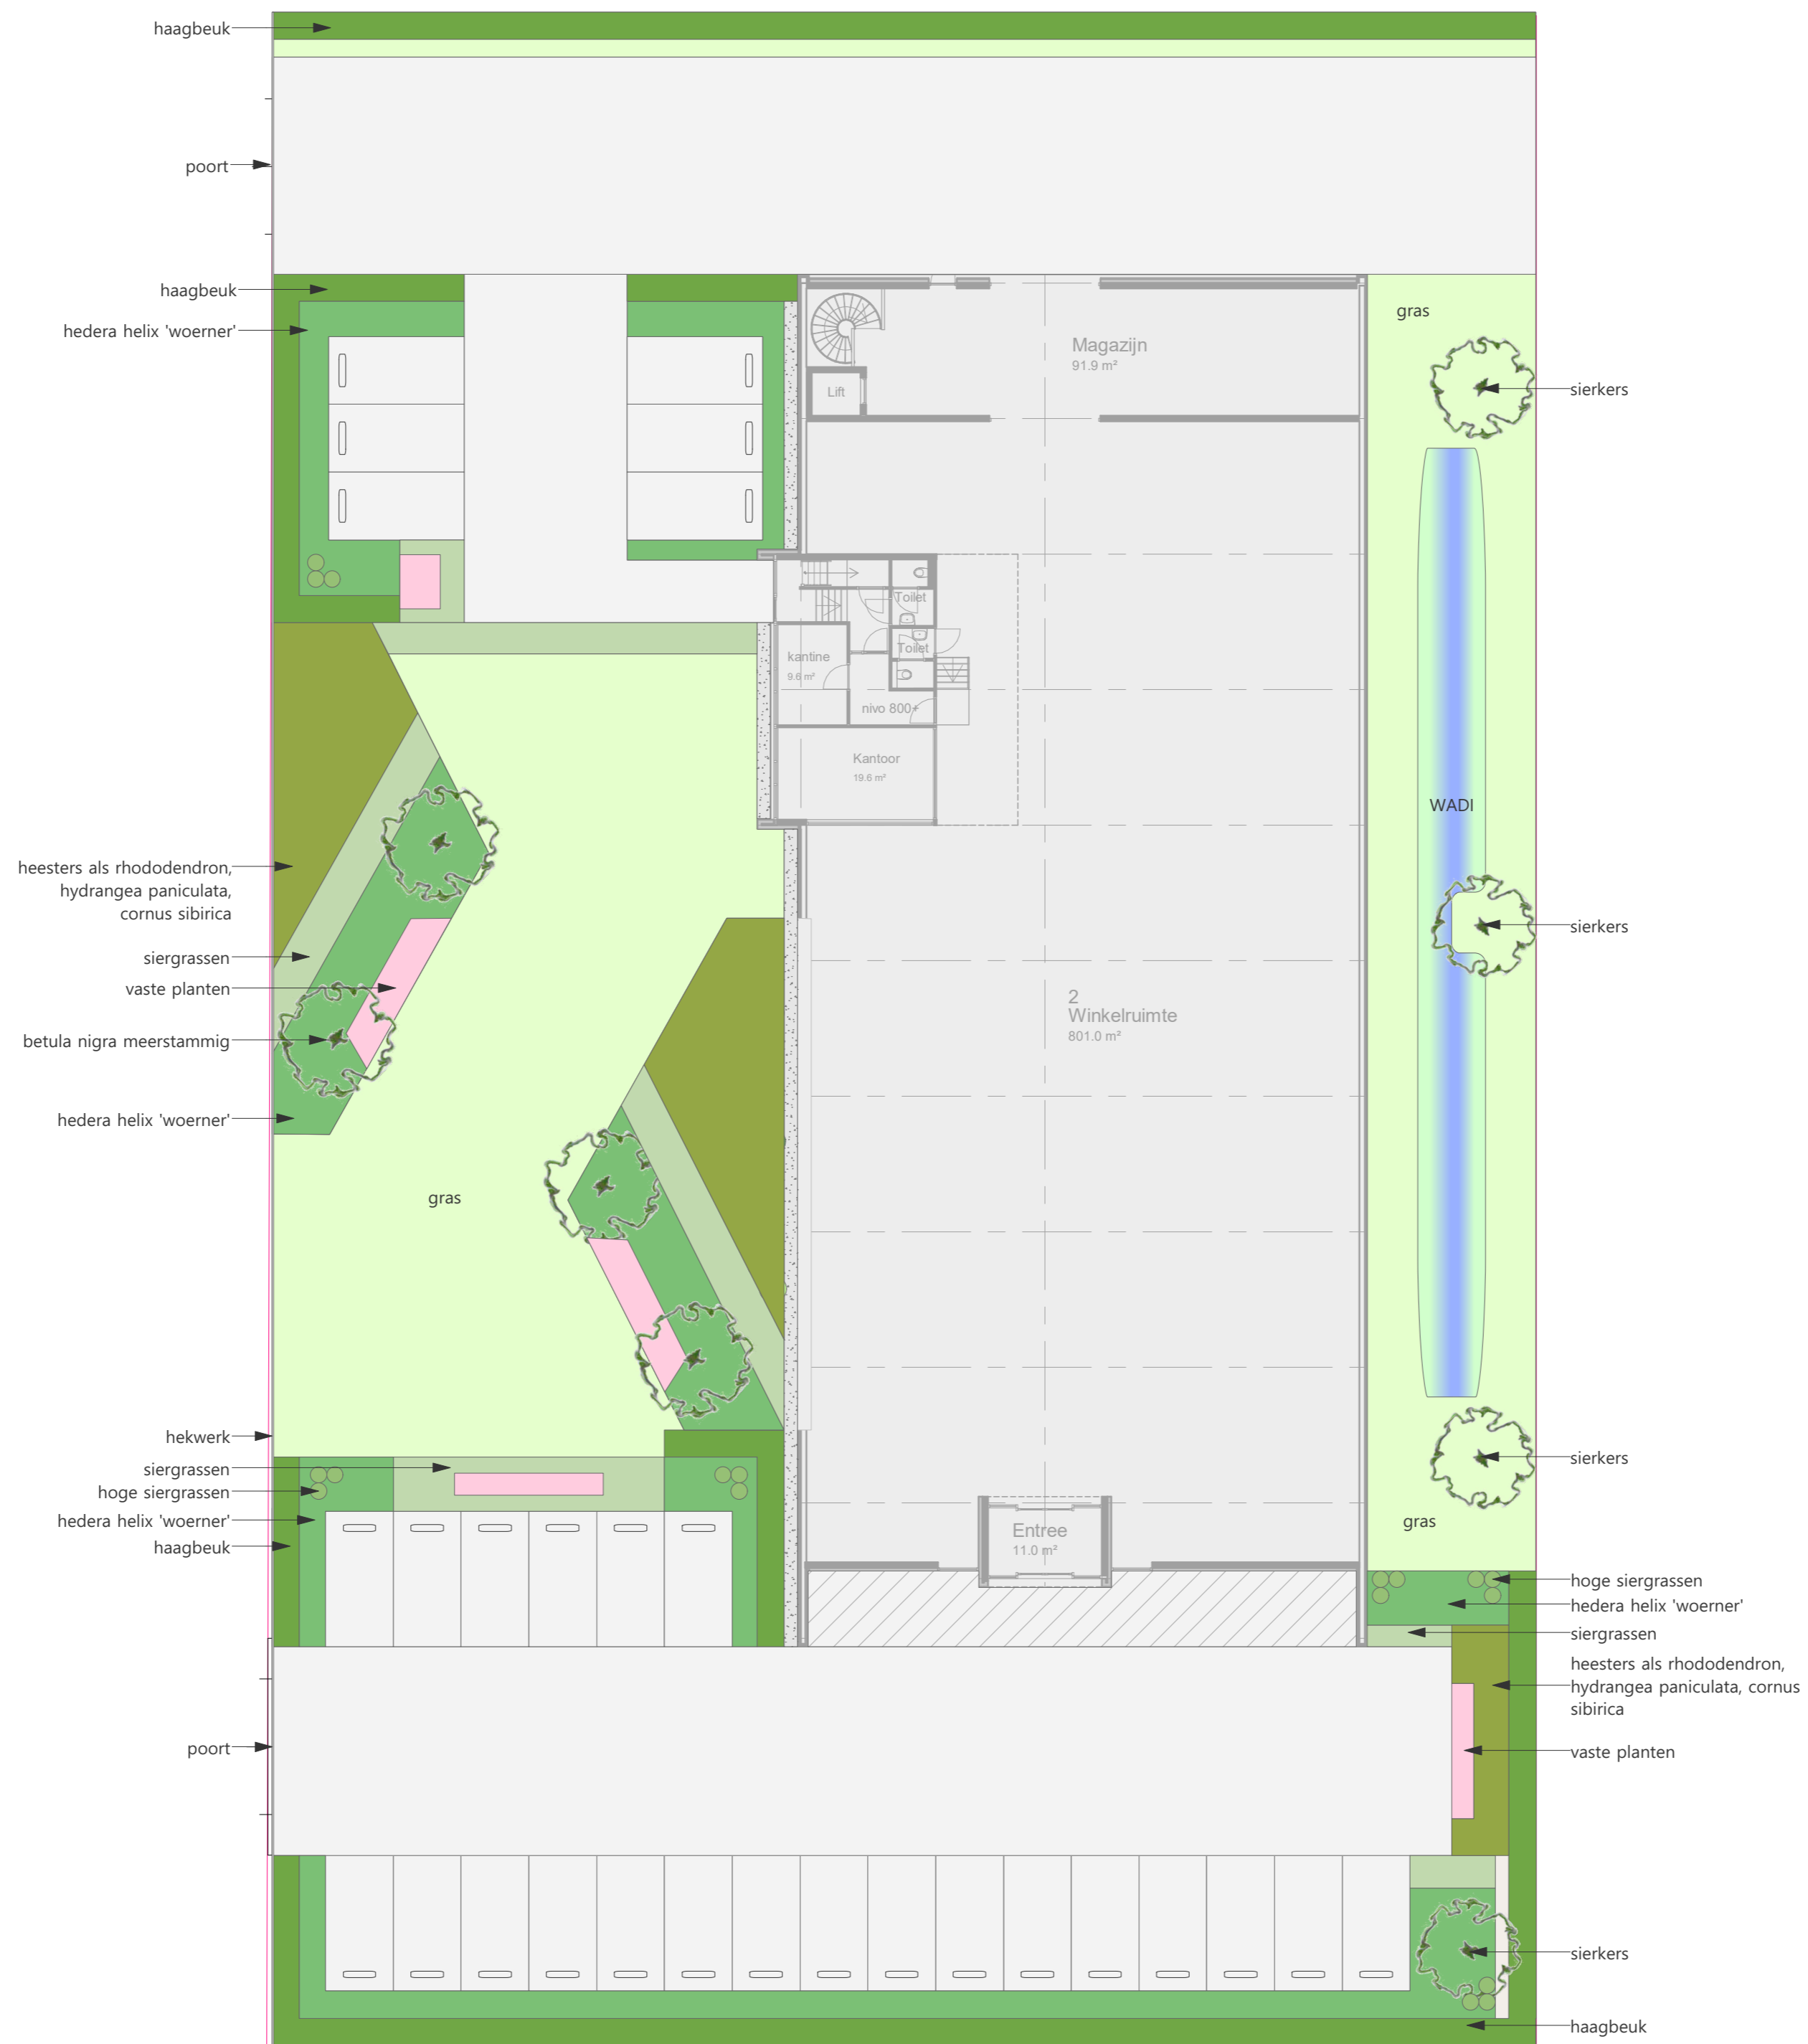 haagbeuk
poort
haagbeuk
hedera helix 'woerner'
gras
Magazijn
91.9 m²
Lift
sierkers
Toilet
Toilet
kantine
9.6 m²
nivo 800+
Kantoor
19.6 m²
WADI
heesters als rhododendron,
hydrangea paniculata,
cornus sibirica
sierkers
siergrassen
vaste planten
2
Winkelruimte
801.0 m²
betula nigra meerstammig
hedera helix 'woerner'
gras
hekwerk
siergrassen
hoge siergrassen
hedera helix 'woerner'
haagbeuk
sierkers
gras
Entree
11.0 m²
hoge siergrassen
hedera helix 'woerner'
siergrassen
heesters als rhododendron,
hydrangea paniculata, cornus
sibirica
poort
vaste planten
sierkers
haagbeuk